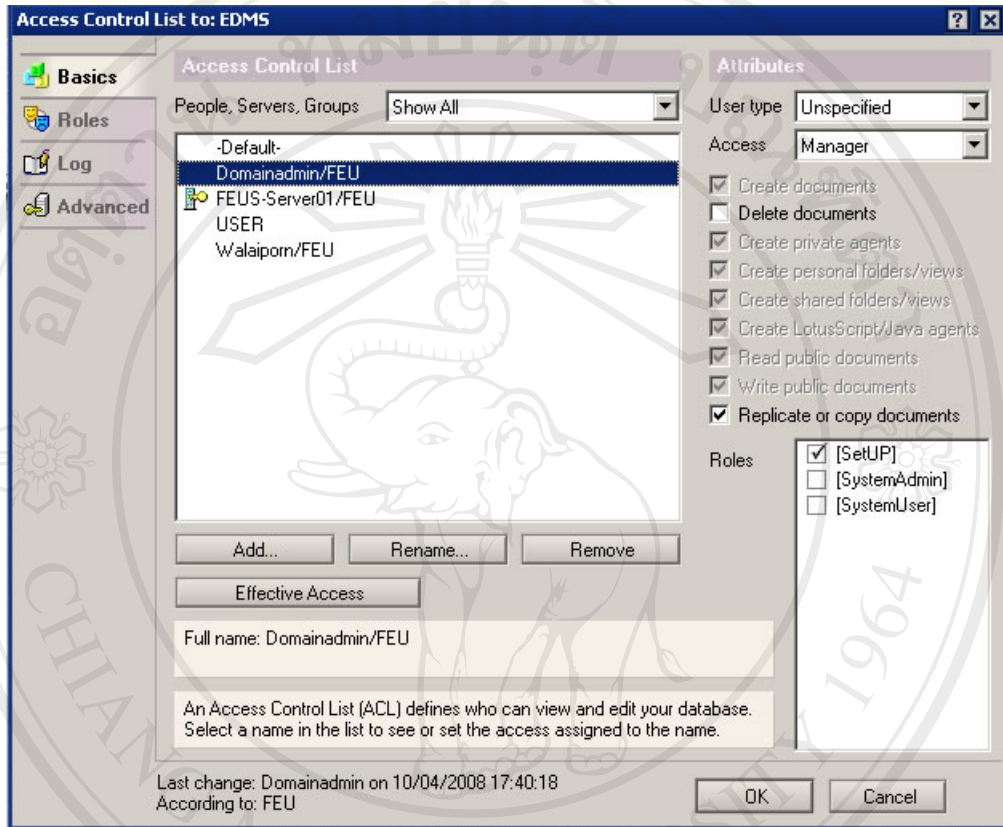 Access Control List to: EDMS
Basics
Roles
Log
Advanced
Access Control List
People, Servers, Groups Show All
-Default-
Domainadmin/FEU
FEUS-Server01/FEU
USER
Walaiporn/FEU
Add... Rename... Remove
Effective Access
Full name: Domainadmin/FEU
An Access Control List (ACL) defines who can view and edit your database.
Select a name in the list to see or set the access assigned to the name.
Attributes
User type Unspecified
Access Manager
Create documents
Delete documents
Create private agents
Create personal folders/views
Create shared folders/views
Create LotusScript/Java agents
Read public documents
Write public documents
Replicate or copy documents
Roles
[SetUP]
[SystemAdmin]
[SystemUser]
Last change: Domainadmin on 10/04/2008 17:40:18
According to: FEU
OK Cancel
CHIANG
1964